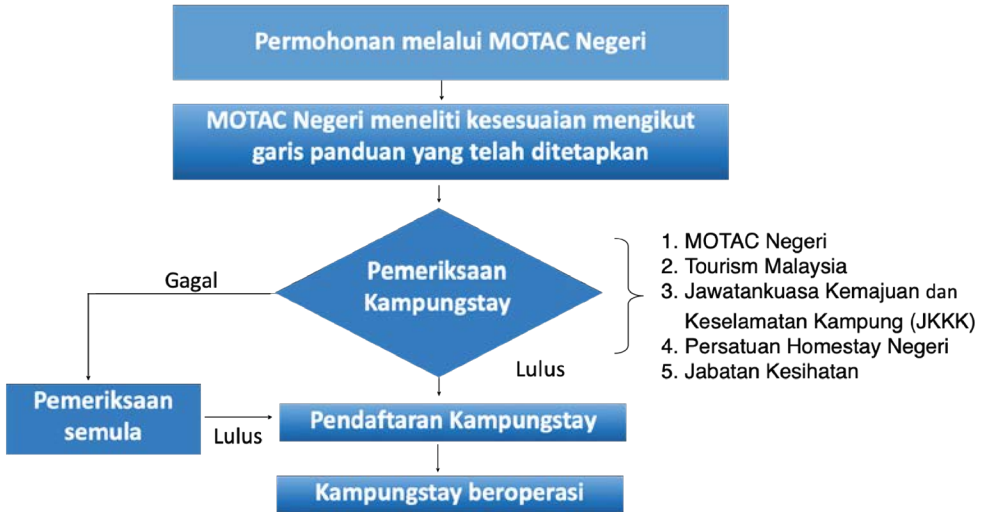 Permohonan melalui MOTAC Negeri
MOTAC Negeri meneliti kesesuaian mengikut
garis panduan yang telah ditetapkan
Pemeriksaan
Kampungstay
1. MOTAC Negeri
2. Tourism Malaysia
3. Jawatankuasa Kemajuan dan
Keselamatan Kampung (JKKK)
4. Persatuan Homestay Negeri
5. Jabatan Kesihatan
Gagal
Lulus
Pemeriksaan
semula
Lulus
Pendaftaran Kampungstay
Kampungstay beroperasi